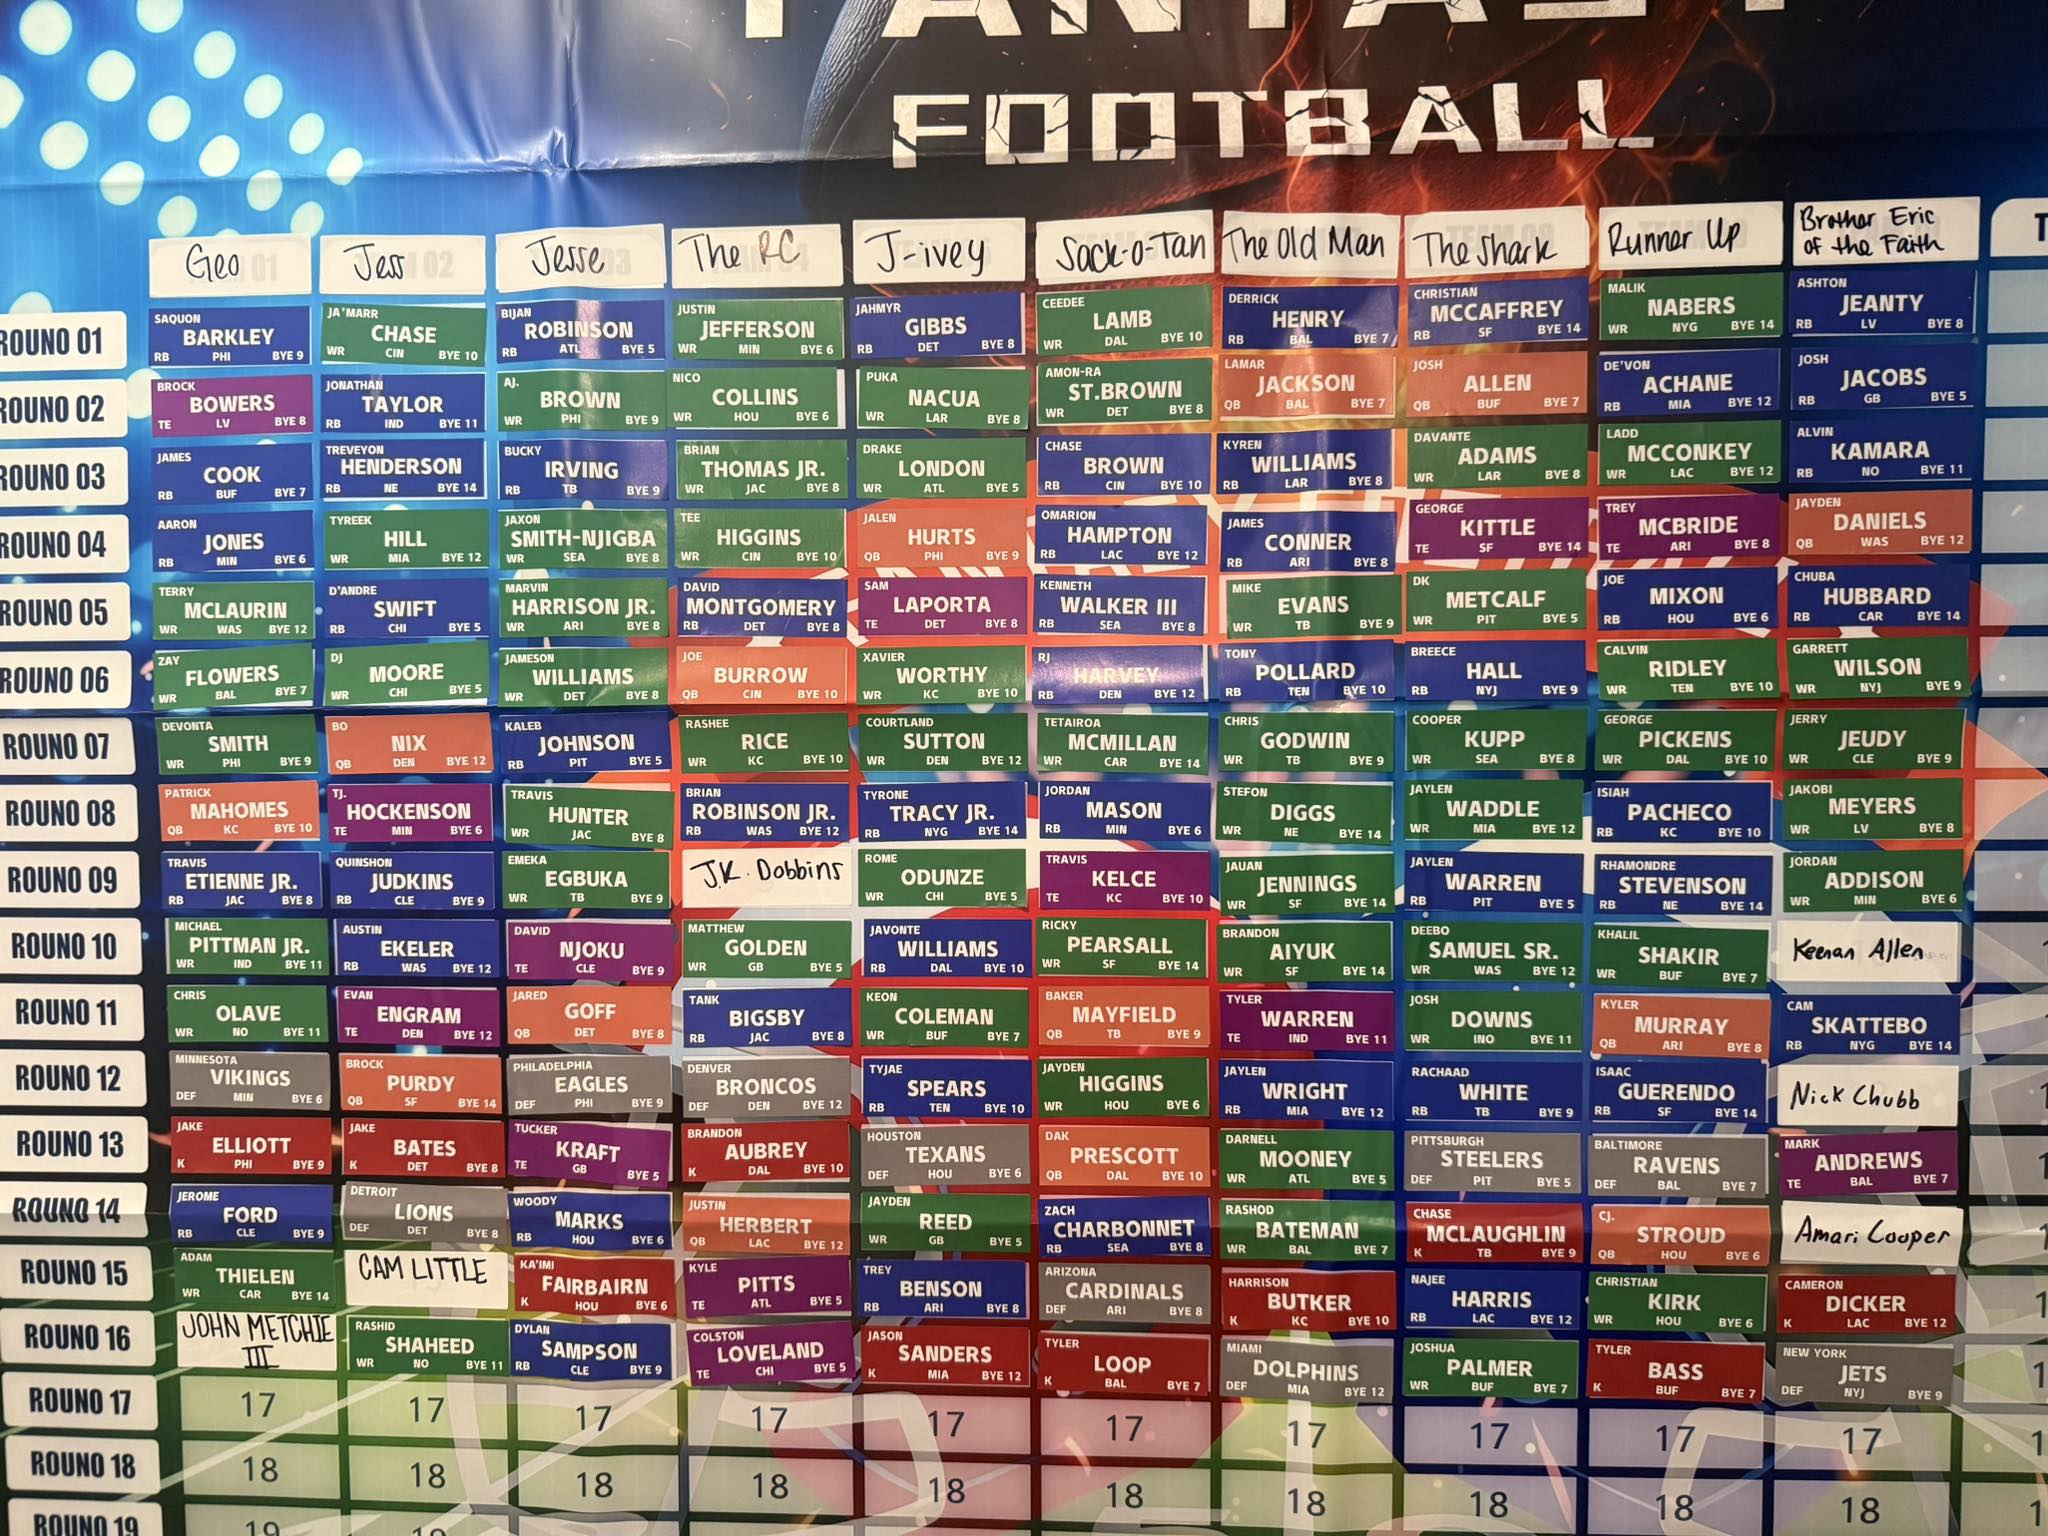 FANTASY
FOOTBALL
Geo Jess Jesse The RC J-ivey Sack-o-Tan The Old Man The Shark Runner Up Brother Eric of the Faith
ROUND 01
SAQUON BARKLEY RB PHI BYE 9
JA'MARR CHASE WR CIN BYE 10
BIJAN ROBINSON RB ATL BYE 5
JUSTIN JEFFERSON WR MIN BYE 6
JAHMYR GIBBS RB DET BYE 8
CEEDEE LAMB WR DAL BYE 10
DERRICK HENRY RB BAL BYE 7
CHRISTIAN MCCAFFREY RB SF BYE 14
MALIK NABERS WR NYG BYE 14
ASHTON JEANTY RB LV BYE 8
ROUND 02
BROCK BOWERS TE LV BYE 8
JONATHAN TAYLOR RB IND BYE 11
AJ. BROWN WR PHI BYE 9
NICO COLLINS WR HOU BYE 6
PUKA NACUA WR LAR BYE 8
AMON-RA ST.BROWN WR DET BYE 8
LAMAR JACKSON QB BAL BYE 7
JOSH ALLEN QB BUF BYE 7
DE'VON ACHANE RB MIA BYE 12
JOSH JACOBS RB GB BYE 5
ROUND 03
JAMES COOK RB BUF BYE 7
TREVEYON HENDERSON RB NE BYE 14
BUCKY IRVING RB TB BYE 9
BRIAN THOMAS JR. WR JAC BYE 8
DRAKE LONDON WR ATL BYE 5
CHASE BROWN RB CIN BYE 10
KYREN WILLIAMS RB LAR BYE 8
DAVANTE ADAMS WR LAR BYE 8
LADD MCCONKEY WR LAC BYE 12
ALVIN KAMARA RB NO BYE 11
ROUND 04
AARON JONES RB MIN BYE 6
TYREEK HILL WR MIA BYE 12
JAXON SMITH-NJIGBA WR SEA BYE 8
TEE HIGGINS WR CIN BYE 10
JALEN HURTS QB PHI BYE 9
OMARION HAMPTON RB LAC BYE 12
JAMES CONNER RB ARI BYE 8
GEORGE KITTLE TE SF BYE 14
TREY MCBRIDE TE ARI BYE 8
JAYDEN DANIELS QB WAS BYE 12
ROUND 05
TERRY MCLAURIN WR WAS BYE 12
D'ANDRE SWIFT RB CHI BYE 5
MARVIN HARRISON JR. WR ARI BYE 8
DAVID MONTGOMERY RB DET BYE 8
SAM LAPORTA TE DET BYE 8
KENNETH WALKER III RB SEA BYE 8
MIKE EVANS WR TB BYE 9
DK METCALF WR PIT BYE 5
JOE MIXON RB HOU BYE 6
CHUBA HUBBARD RB CAR BYE 14
ROUND 06
ZAY FLOWERS WR BAL BYE 7
DJ MOORE WR CHI BYE 5
JAMESON WILLIAMS WR DET BYE 8
JOE BURROW QB CIN BYE 10
XAVIER WORTHY WR KC BYE 10
RJ HARVEY RB DEN BYE 12
TONY POLLARD RB TEN BYE 10
BREECE HALL RB NYJ BYE 9
CALVIN RIDLEY WR TEN BYE 10
GARRETT WILSON WR NYJ BYE 9
ROUND 07
DEVONTA SMITH WR PHI BYE 9
BO NIX QB DEN BYE 12
KALEB JOHNSON RB PIT BYE 5
RASHEE RICE WR KC BYE 10
COURTLAND SUTTON WR DEN BYE 12
TETAIROA MCMILLAN WR CAR BYE 14
CHRIS GODWIN WR TB BYE 9
COOPER KUPP WR SEA BYE 8
GEORGE PICKENS WR DAL BYE 10
JERRY JEUDY WR CLE BYE 9
ROUND 08
PATRICK MAHOMES QB KC BYE 10
TJ. HOCKENSON TE MIN BYE 6
TRAVIS HUNTER WR JAC BYE 8
BRIAN ROBINSON JR. RB WAS BYE 12
TYRONE TRACY JR. RB NYG BYE 14
JORDAN MASON RB MIN BYE 6
STEFON DIGGS WR NE BYE 14
JAYLEN WADDLE WR MIA BYE 12
ISIAH PACHECO RB KC BYE 10
JAKOBI MEYERS WR LV BYE 8
ROUND 09
TRAVIS ETIENNE JR. RB JAC BYE 8
QUINSHON JUDKINS RB CLE BYE 9
EMEKA EGBUKA WR TB BYE 9
J.K. Dobbins
ROME ODUNZE WR CHI BYE 5
TRAVIS KELCE TE KC BYE 10
JAUAN JENNINGS WR SF BYE 14
JAYLEN WARREN RB PIT BYE 5
RHAMONDRE STEVENSON RB NE BYE 14
JORDAN ADDISON WR MIN BYE 6
ROUND 10
MICHAEL PITTMAN JR. WR IND BYE 11
AUSTIN EKELER RB WAS BYE 12
DAVID NJOKU TE CLE BYE 9
MATTHEW GOLDEN WR GB BYE 5
JAVONTE WILLIAMS RB DAL BYE 10
RICKY PEARSALL WR SF BYE 14
BRANDON AIYUK WR SF BYE 14
DEEBO SAMUEL SR. WR WAS BYE 12
KHALIL SHAKIR WR BUF BYE 7
Keenan Allen
ROUND 11
CHRIS OLAVE WR NO BYE 11
EVAN ENGRAM TE DEN BYE 12
JARED GOFF QB DET BYE 8
TANK BIGSBY RB JAC BYE 8
KEON COLEMAN WR BUF BYE 7
BAKER MAYFIELD QB TB BYE 9
TYLER WARREN TE IND BYE 11
JOSH DOWNS WR INO BYE 11
KYLER MURRAY QB ARI BYE 8
CAM SKATTEBO RB NYG BYE 14
ROUND 12
MINNESOTA VIKINGS DEF MIN BYE 6
BROCK PURDY QB SF BYE 14
PHILADELPHIA EAGLES DEF PHI BYE 9
DENVER BRONCOS DEF DEN BYE 12
TYJAE SPEARS RB TEN BYE 10
JAYDEN HIGGINS WR HOU BYE 6
JAYLEN WRIGHT RB MIA BYE 12
RACHAAD WHITE RB TB BYE 9
ISAAC GUERENDO RB SF BYE 14
Nick Chubb
ROUND 13
JAKE ELLIOTT K PHI BYE 9
JAKE BATES K DET BYE 8
TUCKER KRAFT TE GB BYE 5
BRANDON AUBREY K DAL BYE 10
HOUSTON TEXANS DEF HOU BYE 6
DAK PRESCOTT QB DAL BYE 10
DARNELL MOONEY WR ATL BYE 5
PITTSBURGH STEELERS DEF PIT BYE 5
BALTIMORE RAVENS DEF BAL BYE 7
MARK ANDREWS TE BAL BYE 7
ROUND 14
JEROME FORD RB CLE BYE 9
DETROIT LIONS DEF DET BYE 8
WOODY MARKS RB HOU BYE 6
JUSTIN HERBERT QB LAC BYE 12
JAYDEN REED WR GB BYE 5
ZACH CHARBONNET RB SEA BYE 8
RASHOD BATEMAN WR BAL BYE 7
CHASE MCLAUGHLIN K TB BYE 9
CJ. STROUD QB HOU BYE 6
Amari Cooper
ROUND 15
ADAM THIELEN WR CAR BYE 14
CAM LITTLE
KA'IMI FAIRBAIRN K HOU BYE 6
KYLE PITTS TE ATL BYE 5
TREY BENSON RB ARI BYE 8
ARIZONA CARDINALS DEF ARI BYE 8
HARRISON BUTKER K KC BYE 10
NAJEE HARRIS RB LAC BYE 12
CHRISTIAN KIRK WR HOU BYE 6
CAMERON DICKER K LAC BYE 12
ROUND 16
JOHN METCHIE III
RASHID SHAHEED WR NO BYE 11
DYLAN SAMPSON RB CLE BYE 9
COLSTON LOVELAND TE CHI BYE 5
JASON SANDERS K MIA BYE 12
TYLER LOOP K BAL BYE 7
MIAMI DOLPHINS DEF MIA BYE 12
JOSHUA PALMER WR BUF BYE 7
TYLER BASS K BUF BYE 7
NEW YORK JETS DEF NYJ BYE 9
ROUND 17 17 17 17 17 17 17 17 17 17 17
ROUND 18 18 18 18 18 18 18 18 18 18 18
ROUND 19 19 19